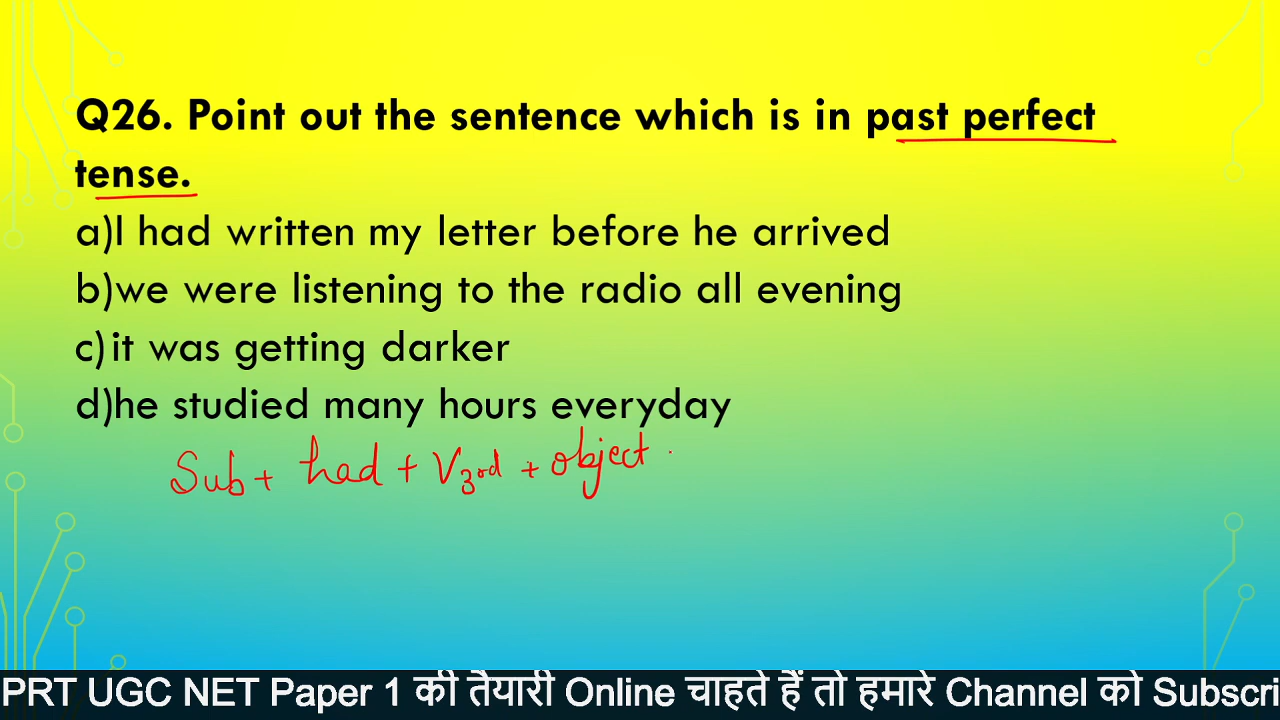 Q26. Point out the sentence which is in past perfect
tense.
a)I had written my letter before he arrived
b)we were listening to the radio all evening
c)it was getting darker
d)he studied many hours everyday
Sub + had + V3rd + object .
PRT UGC NET Paper 1 की तैयारी Online चाहते हैं तो हमारे Channel को Subscri